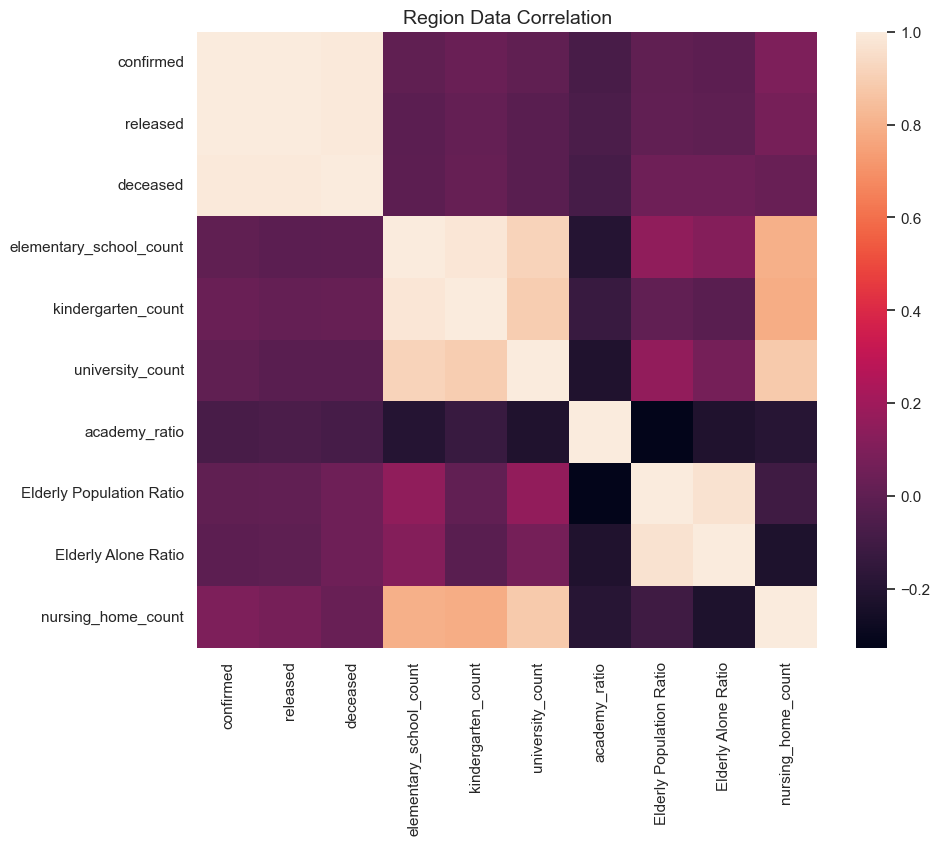 Region Data Correlation
confirmed
released
deceased
elementary_school_count
kindergarten_count
university_count
academy_ratio
Elderly Population Ratio
Elderly Alone Ratio
nursing_home_count
confirmed
released
deceased
elementary_school_count
kindergarten_count
university_count
academy_ratio
Elderly Population Ratio
Elderly Alone Ratio
nursing_home_count
1.0
0.8
0.6
0.4
0.2
0.0
−0.2